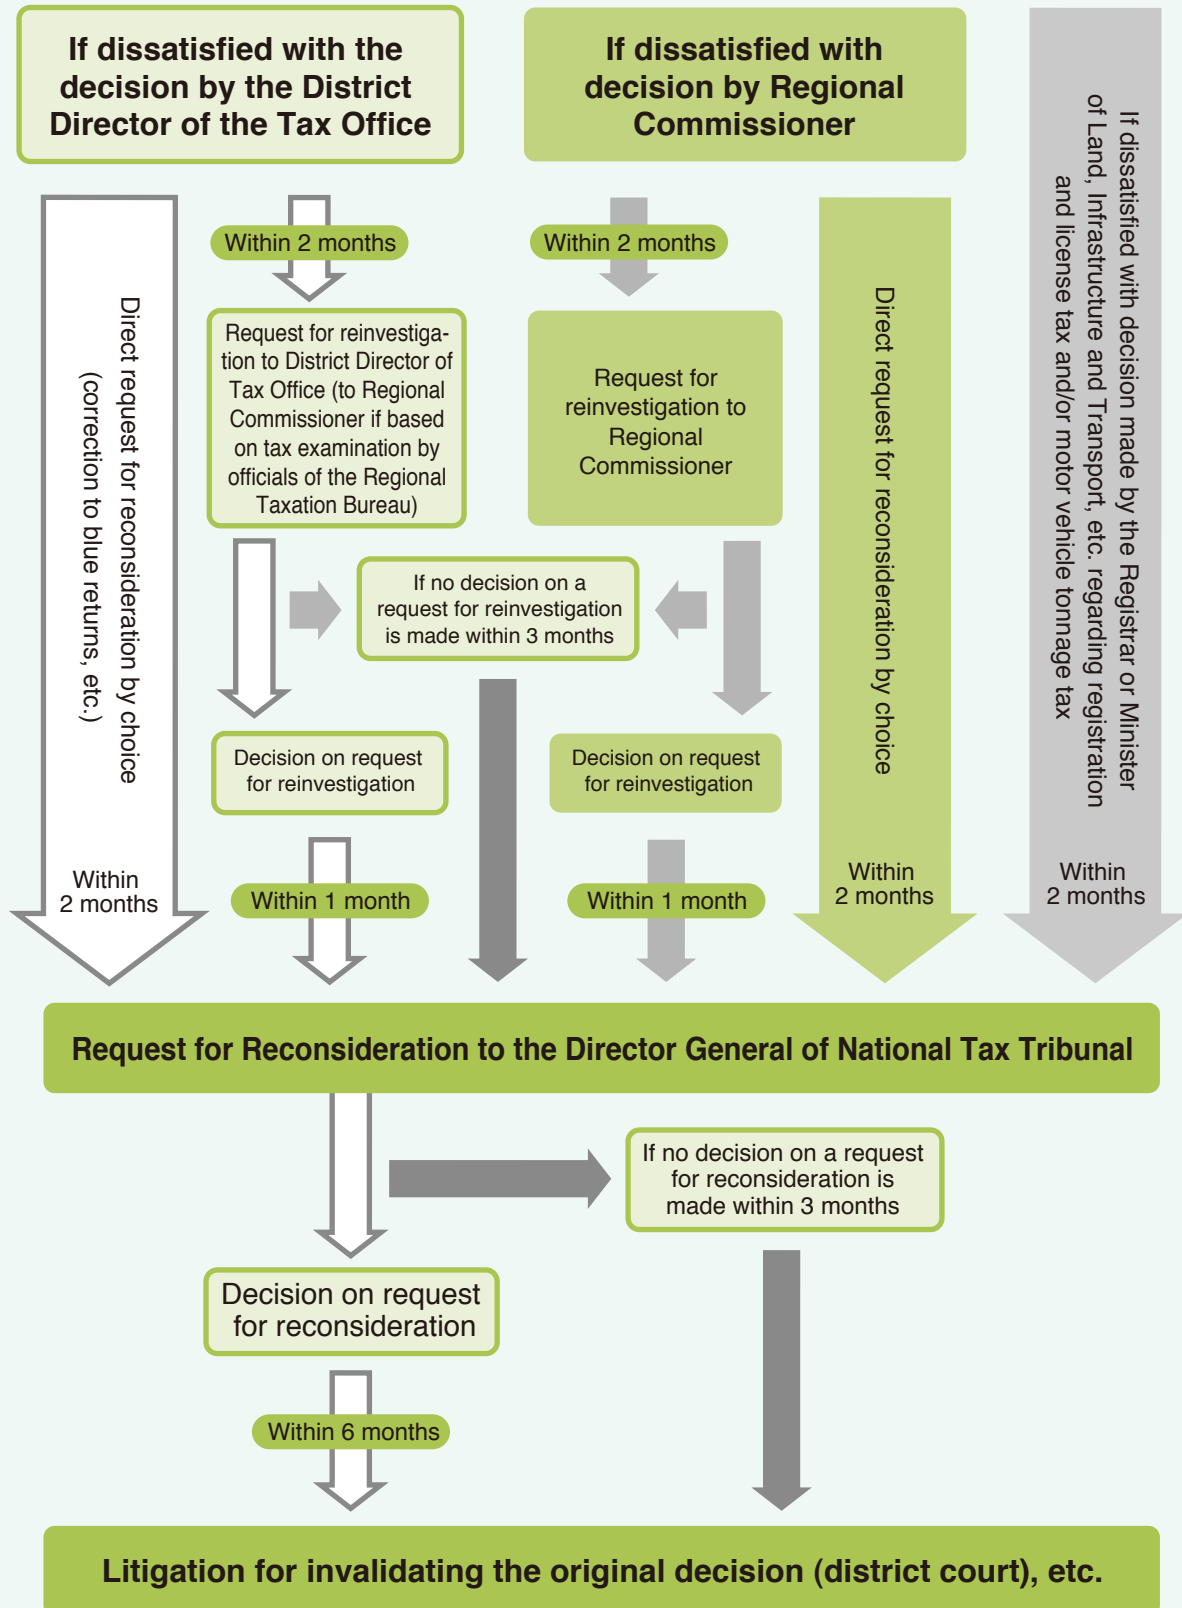 If dissatisfied with the
decision by the District
Director of the Tax Office
If dissatisfied with
decision by Regional
Commissioner
If dissatisfied with decision made by the Registrar or Minister
of Land, Infrastructure and Transport, etc. regarding registration
and license tax and/or motor vehicle tonnage tax
Within
2 months
Direct request for reconsideration by choice
(correction to blue returns, etc.)
Within
2 months
Within 2 months
Request for reinvestiga-
tion to District Director of
Tax Office (to Regional
Commissioner if based
on tax examination by
officials of the Regional
Taxation Bureau)
Within 2 months
Request for
reinvestigation to
Regional
Commissioner
Direct request for reconsideration by choice
Within
2 months
If no decision on a
request for reinvestigation
is made within 3 months
Decision on request
for reinvestigation
Decision on request
for reinvestigation
Within 1 month
Within 1 month
Request for Reconsideration to the Director General of National Tax Tribunal
If no decision on a request
for reconsideration is
made within 3 months
Decision on request
for reconsideration
Within 6 months
Litigation for invalidating the original decision (district court), etc.